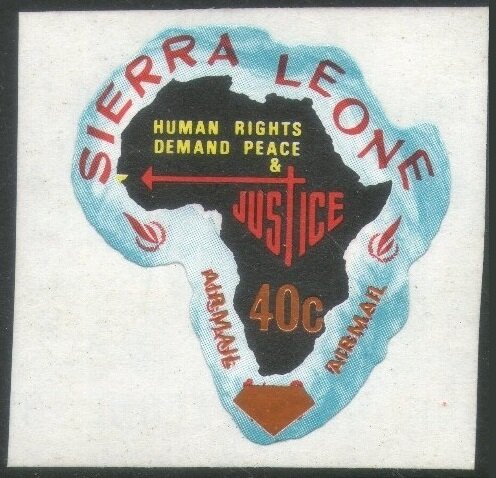 SIERRA LEONE
HUMAN RIGHTS
DEMAND PEACE
&
JUSTICE
40c
AIRMAIL
AIRMAIL